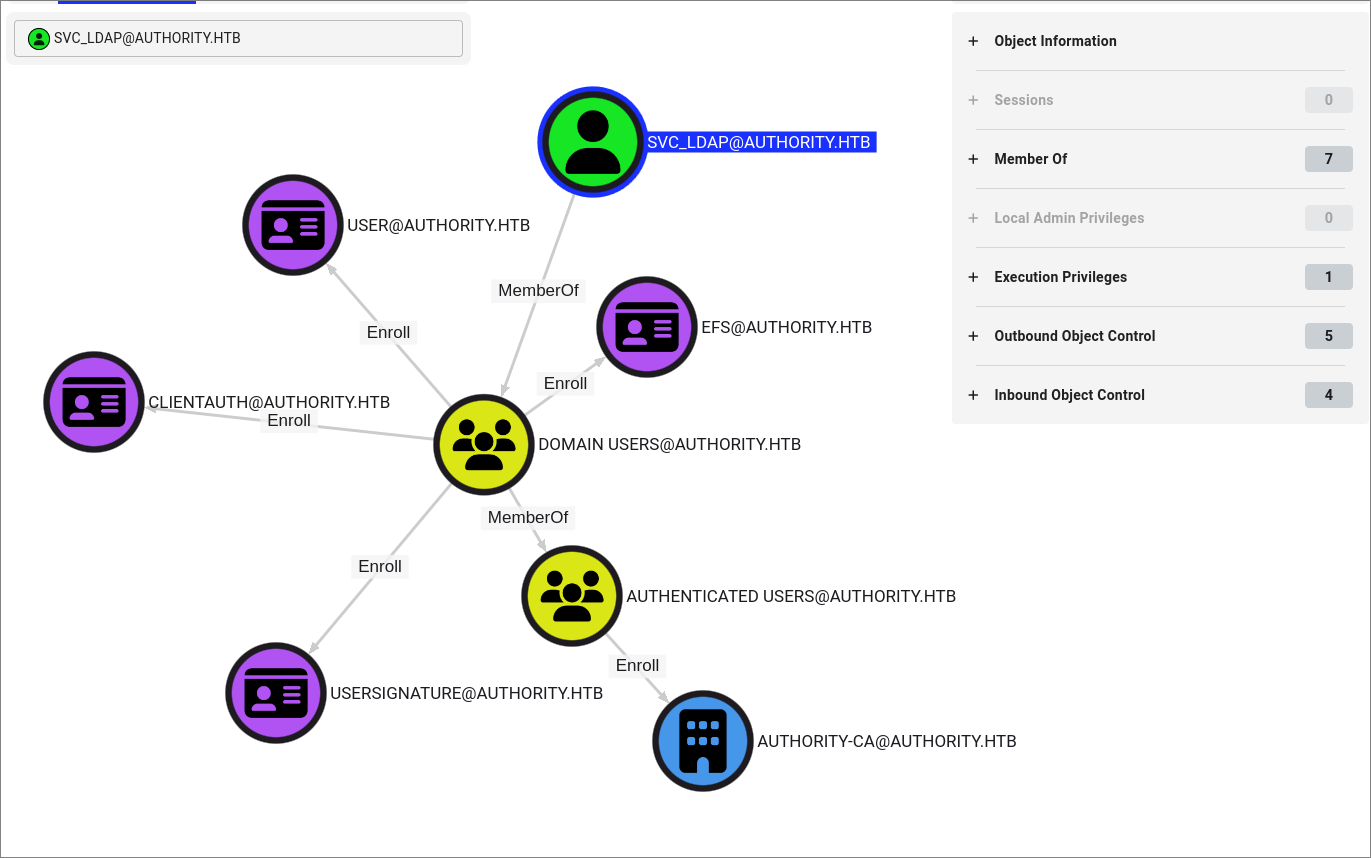 SVC_LDAP@AUTHORITY.HTB
SVC_LDAP@AUTHORITY.HTB
USER@AUTHORITY.HTB
MemberOf
EFS@AUTHORITY.HTB
Enroll
Enroll
CLIENTAUTH@AUTHORITY.HTB
Enroll
DOMAIN USERS@AUTHORITY.HTB
MemberOf
Enroll
AUTHENTICATED USERS@AUTHORITY.HTB
Enroll
USERSIGNATURE@AUTHORITY.HTB
AUTHORITY-CA@AUTHORITY.HTB
+ Object Information
+ Sessions 0
+ Member Of 7
+ Local Admin Privileges 0
+ Execution Privileges 1
+ Outbound Object Control 5
+ Inbound Object Control 4